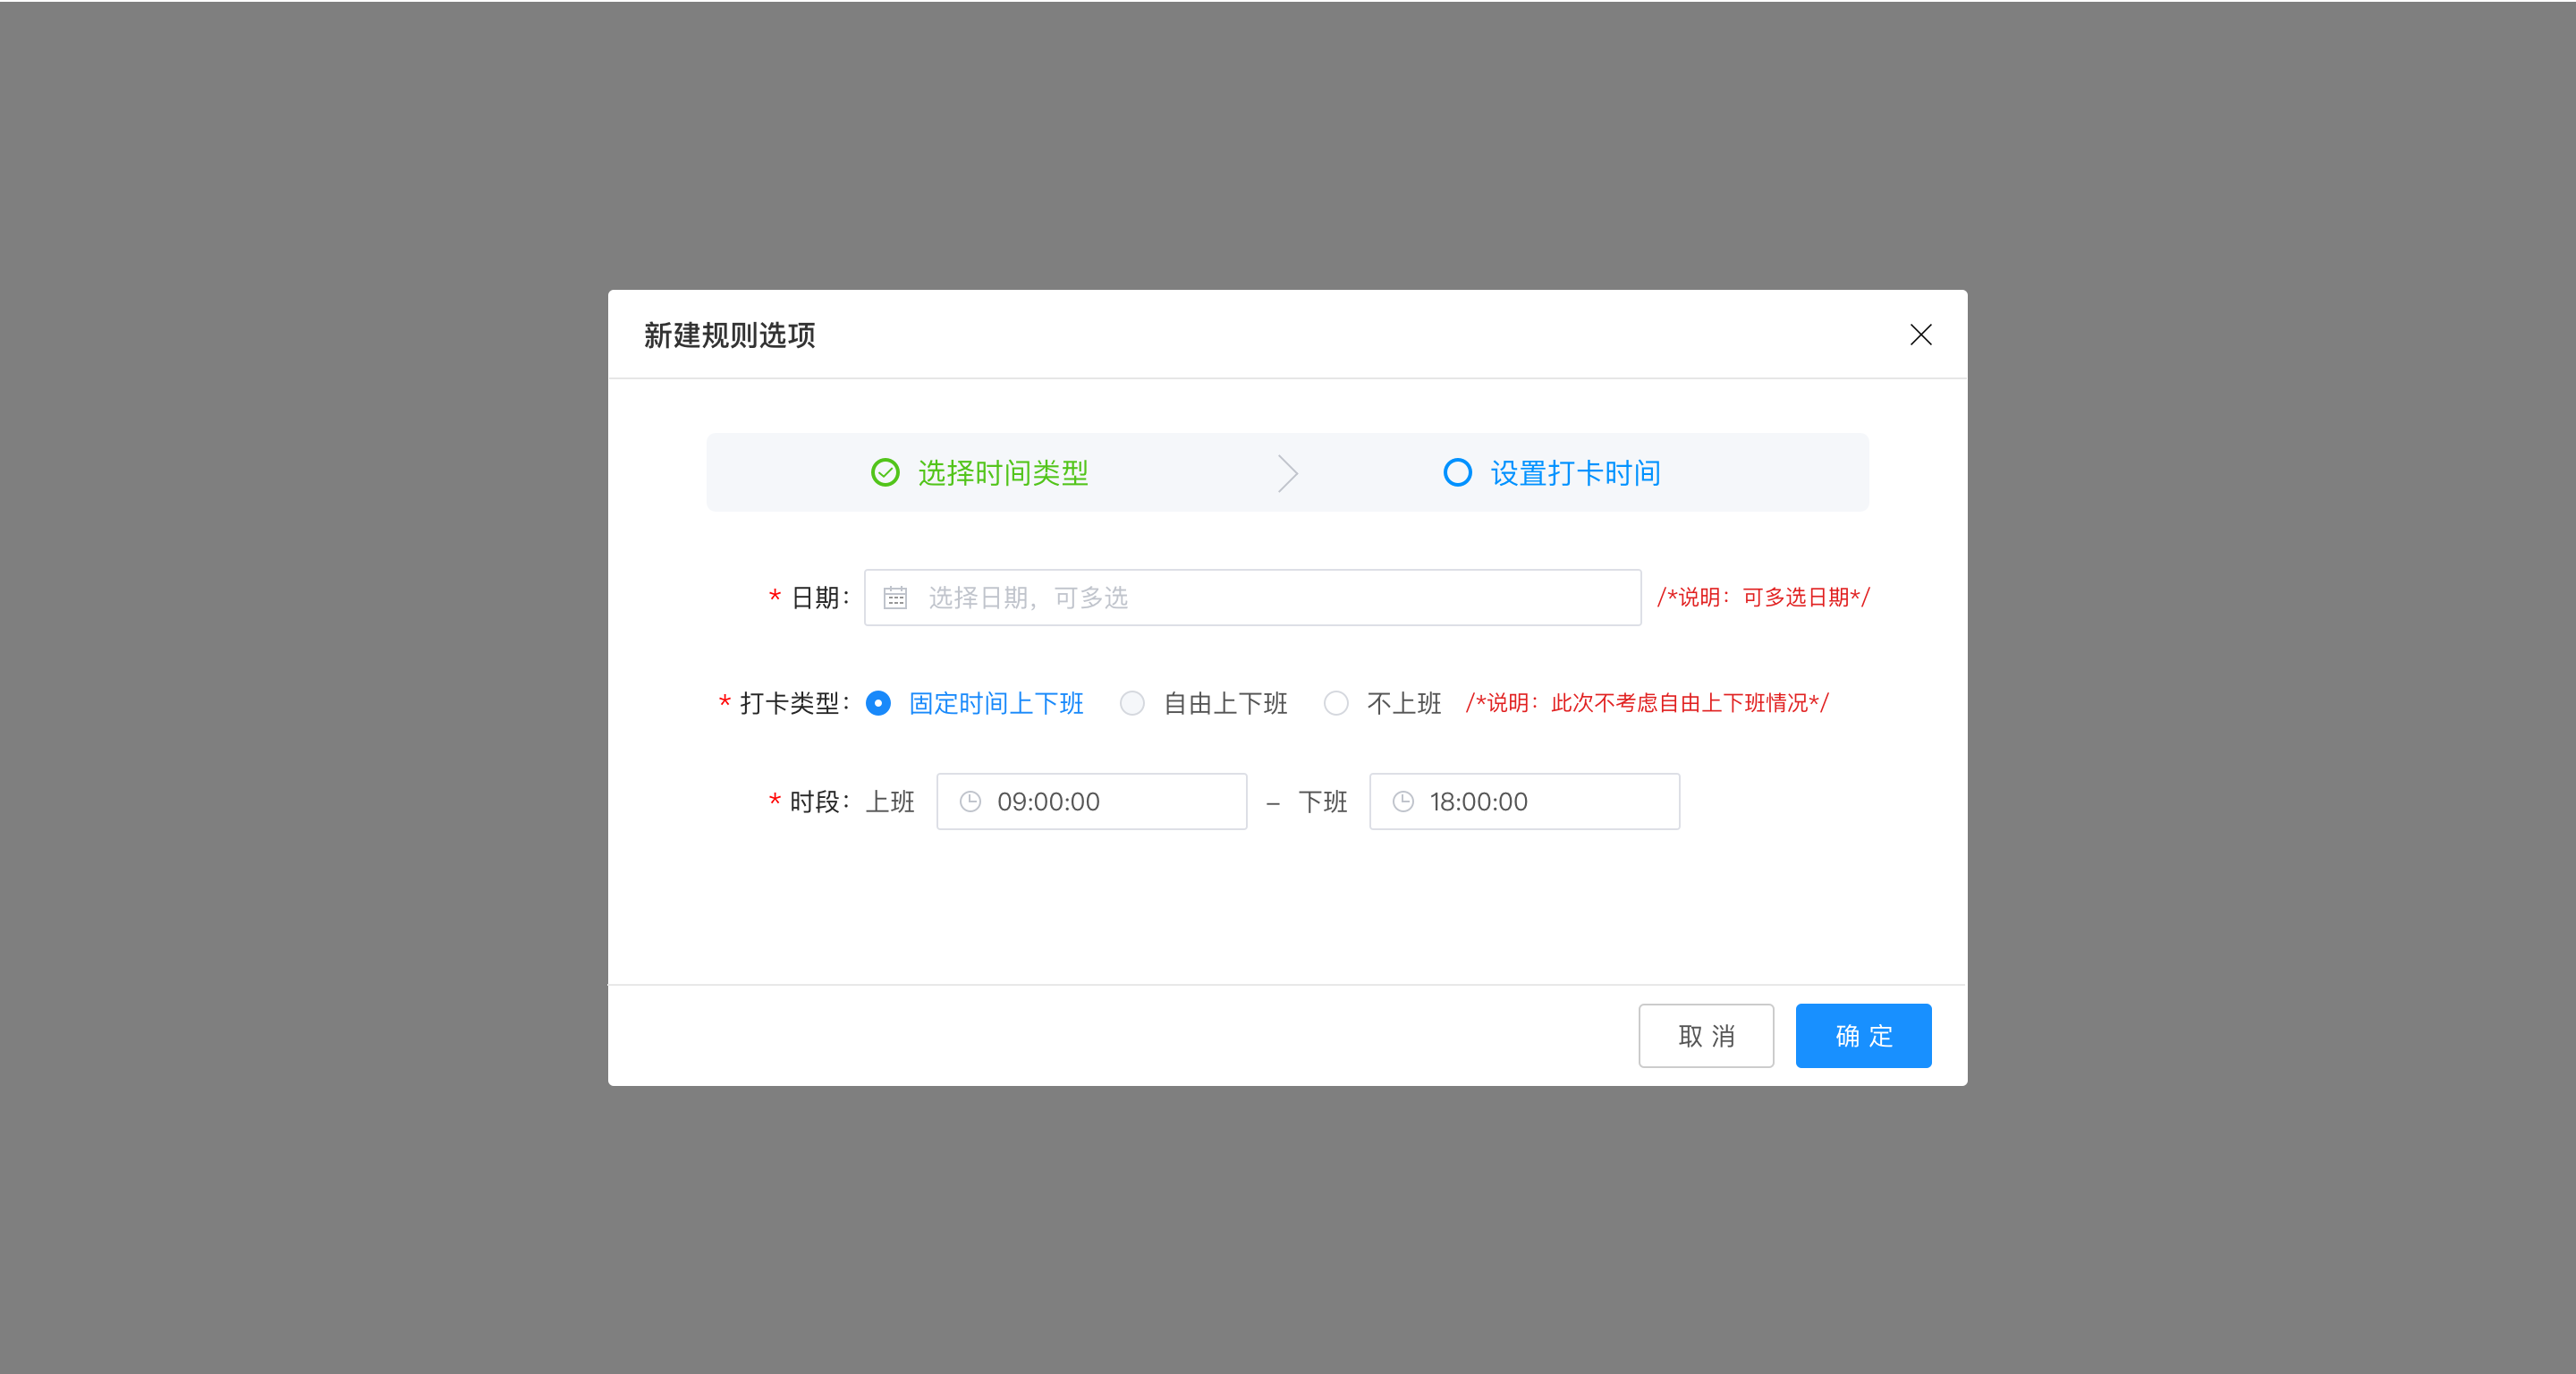 新建规则选项
选择时间类型 设置打卡时间
* 日期： 选择日期，可多选 /*说明：可多选日期*/
* 打卡类型： 固定时间上下班 自由上下班 不上班 /*说明：此次不考虑自由上下班情况*/
* 时段： 上班 09:00:00 – 下班 18:00:00
取 消 确 定